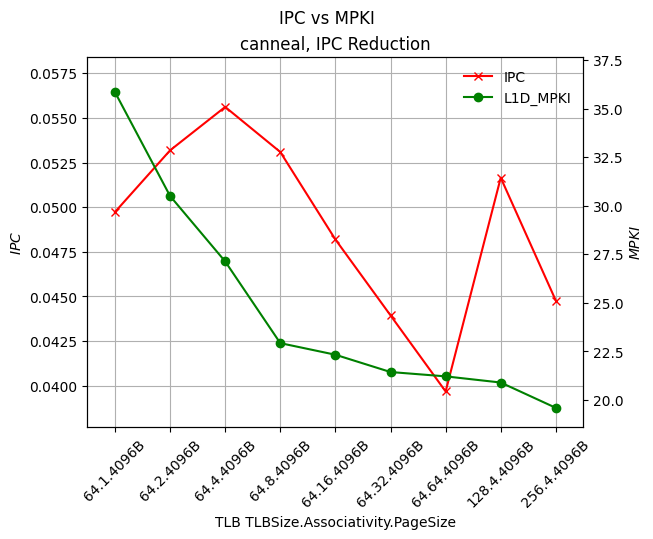 IPC vs MPKI
canneal, IPC Reduction
IPC
L1D_MPKI
0.0575
0.0550
0.0525
0.0500
0.0475
0.0450
0.0425
0.0400
IPC
37.5
35.0
32.5
30.0
27.5
25.0
22.5
20.0
MPKI
64.1.4096B
64.2.4096B
64.4.4096B
64.8.4096B
64.16.4096B
64.32.4096B
64.64.4096B
128.4.4096B
256.4.4096B
TLB TLBSize.Associativity.PageSize